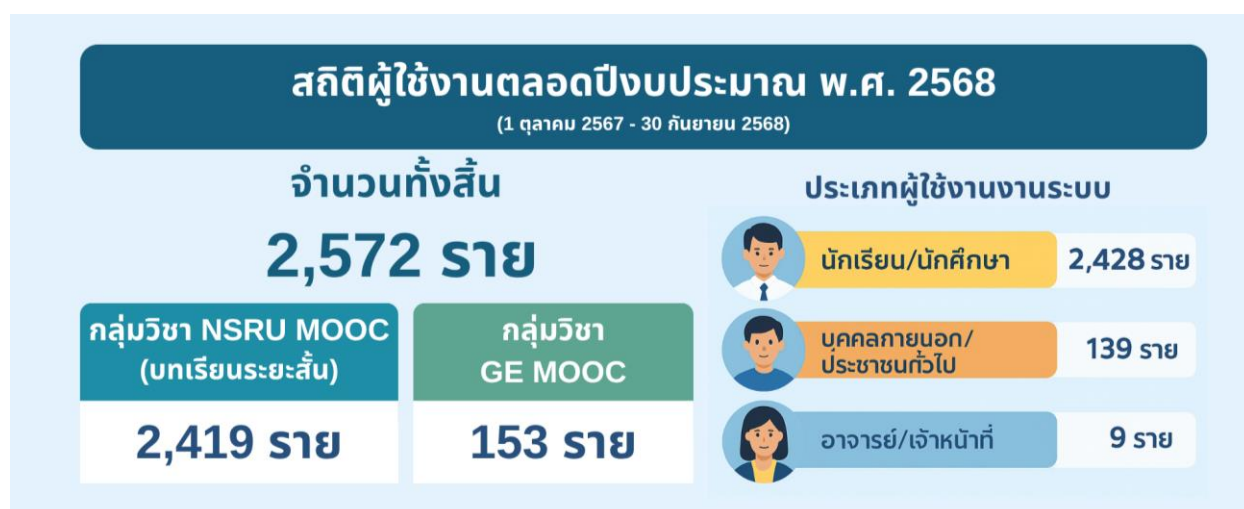 สถิติผู้ใช้งานตลอดปีงบประมาณ พ.ศ. 2568
(1 ตุลาคม 2567 - 30 กันยายน 2568)
จำนวนทั้งสิ้น
2,572 ราย
กลุ่มวิชา NSRU MOOC
(บทเรียนระยะสั้น)
2,419 ราย
กลุ่มวิชา
GE MOOC
153 ราย
ประเภทผู้ใช้งานงานระบบ
นักเรียน/นักศึกษา
2,428 ราย
บุคคลภายนอก/
ประชาชนทั่วไป
139 ราย
อาจารย์/เจ้าหน้าที่
9 ราย